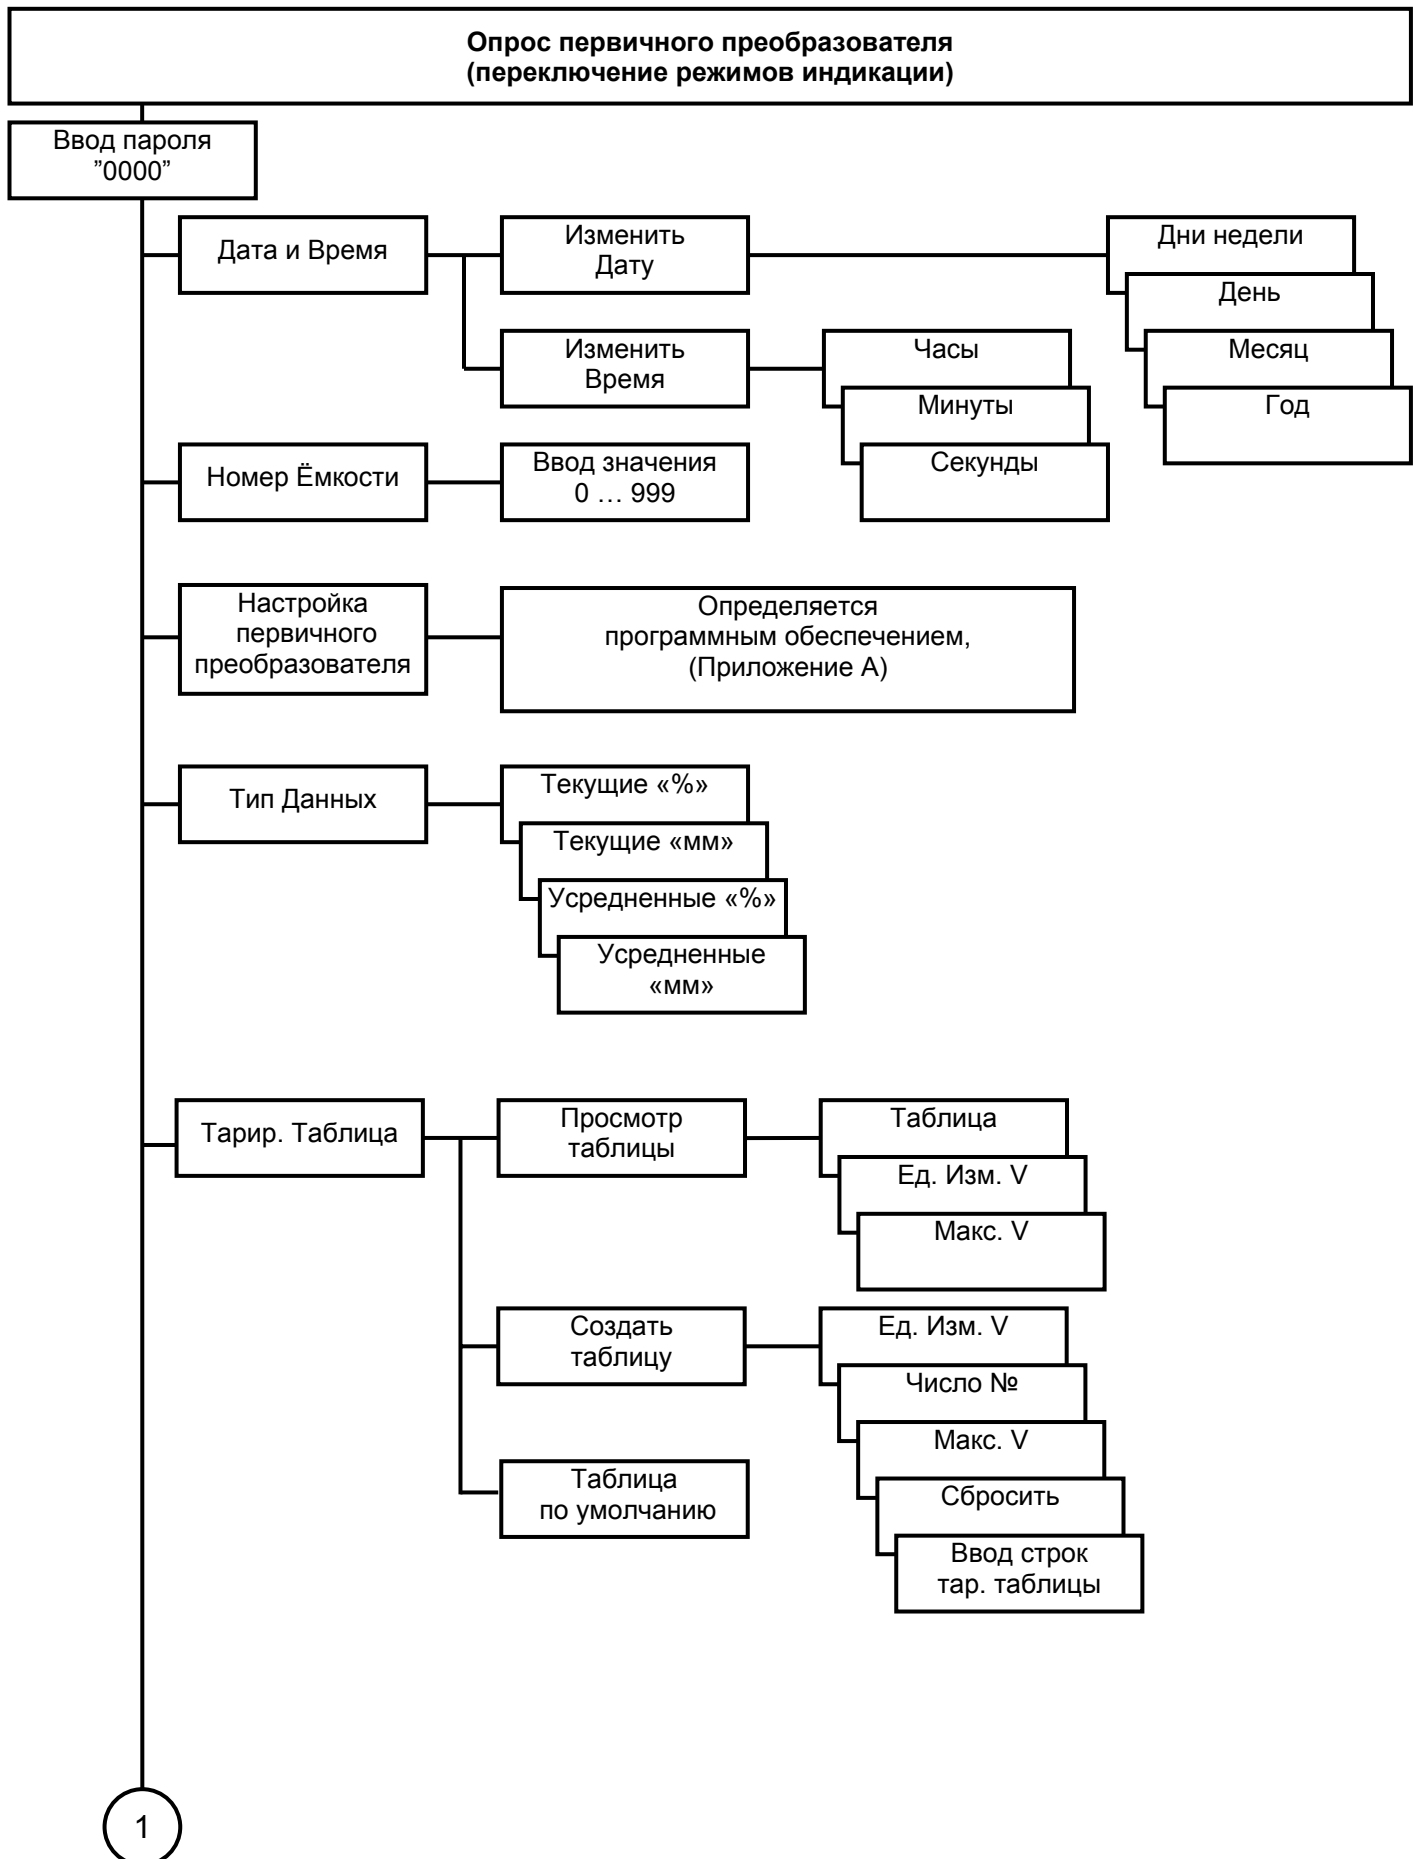 Опрос первичного преобразователя
(переключение режимов индикации)
Ввод пароля
”0000”
Дата и Время
Изменить
Дату
Дни недели
День
Месяц
Год
Изменить
Время
Часы
Минуты
Секунды
Номер Ёмкости
Ввод значения
0 … 999
Настройка
первичного
преобразователя
Определяется
программным обеспечением,
(Приложение А)
Тип Данных
Текущие «%»
Текущие «мм»
Усредненные «%»
Усредненные
«мм»
Тарир. Таблица
Просмотр
таблицы
Таблица
Ед. Изм. V
Макс. V
Создать
таблицу
Ед. Изм. V
Число №
Макс. V
Сбросить
Ввод строк
тар. таблицы
Таблица
по умолчанию
1